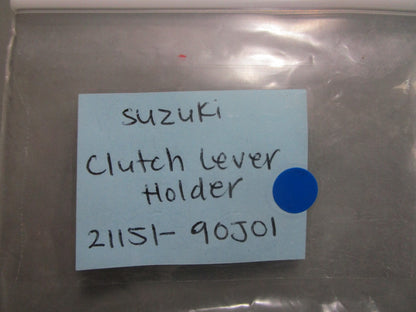 suzuki
Clutch Lever
Holder
21151-90J01